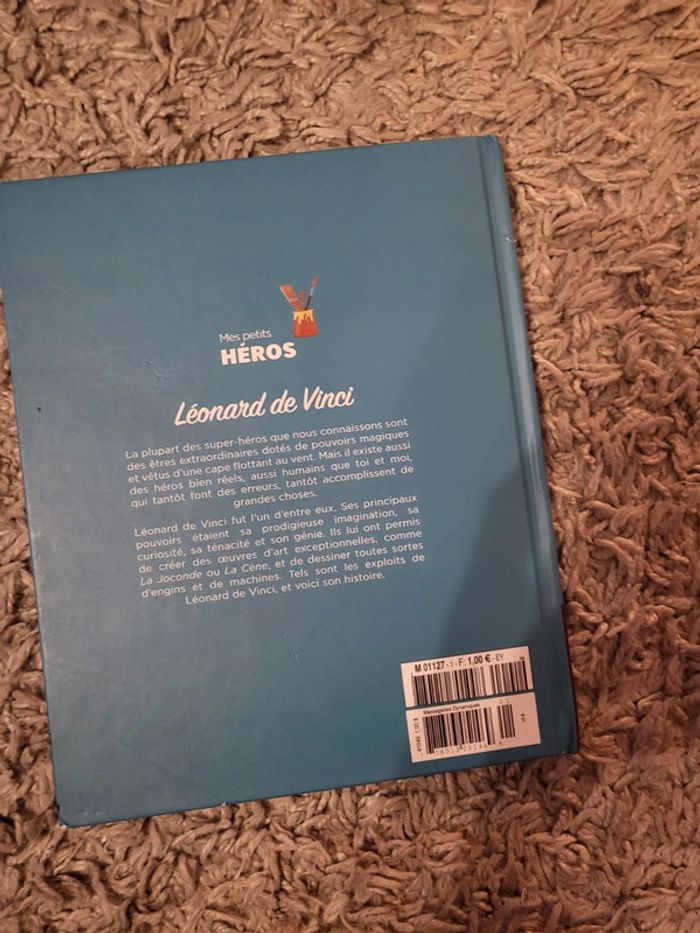 Mes petits
HÉROS
Léonard de Vinci
La plupart des super-héros que nous connaissons sont
des êtres extraordinaires dotés de pouvoirs magiques
et vêtus d'une cape flottant au vent. Mais il existe aussi
des héros bien réels, aussi humains que toi et moi,
qui tantôt font des erreurs, tantôt accomplissent de
grandes choses.
Léonard de Vinci fut l'un d'entre eux. Ses principaux
pouvoirs étaient sa prodigieuse imagination, sa
curiosité, sa ténacité et son génie. Ils lui ont permis
de créer des œuvres d'art exceptionnelles, comme
La Joconde ou La Cène, et de dessiner toutes sortes
d'engins et de machines. Tels sont les exploits de
Léonard de Vinci, et voici son histoire.
M 01127 - 1 - F: 1,00 € - EY
Messageries Dynamiques
01